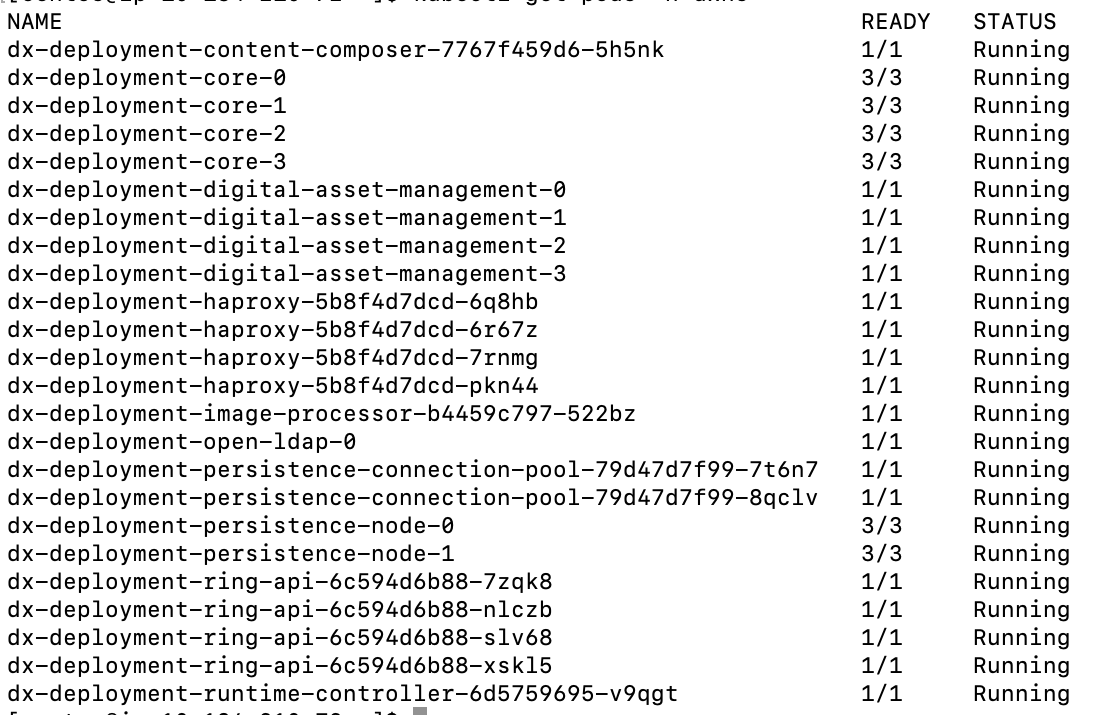 NAME READY STATUS
dx-deployment-content-composer-7767f459d6-5h5nk 1/1 Running
dx-deployment-core-0 3/3 Running
dx-deployment-core-1 3/3 Running
dx-deployment-core-2 3/3 Running
dx-deployment-core-3 3/3 Running
dx-deployment-digital-asset-management-0 1/1 Running
dx-deployment-digital-asset-management-1 1/1 Running
dx-deployment-digital-asset-management-2 1/1 Running
dx-deployment-digital-asset-management-3 1/1 Running
dx-deployment-haproxy-5b8f4d7dcd-6q8hb 1/1 Running
dx-deployment-haproxy-5b8f4d7dcd-6r67z 1/1 Running
dx-deployment-haproxy-5b8f4d7dcd-7rnmg 1/1 Running
dx-deployment-haproxy-5b8f4d7dcd-pkn44 1/1 Running
dx-deployment-image-processor-b4459c797-522bz 1/1 Running
dx-deployment-open-ldap-0 1/1 Running
dx-deployment-persistence-connection-pool-79d47d7f99-7t6n7 1/1 Running
dx-deployment-persistence-connection-pool-79d47d7f99-8qclv 1/1 Running
dx-deployment-persistence-node-0 3/3 Running
dx-deployment-persistence-node-1 3/3 Running
dx-deployment-ring-api-6c594d6b88-7zqk8 1/1 Running
dx-deployment-ring-api-6c594d6b88-nlczb 1/1 Running
dx-deployment-ring-api-6c594d6b88-slv68 1/1 Running
dx-deployment-ring-api-6c594d6b88-xskl5 1/1 Running
dx-deployment-runtime-controller-6d5759695-v9qgt 1/1 Running